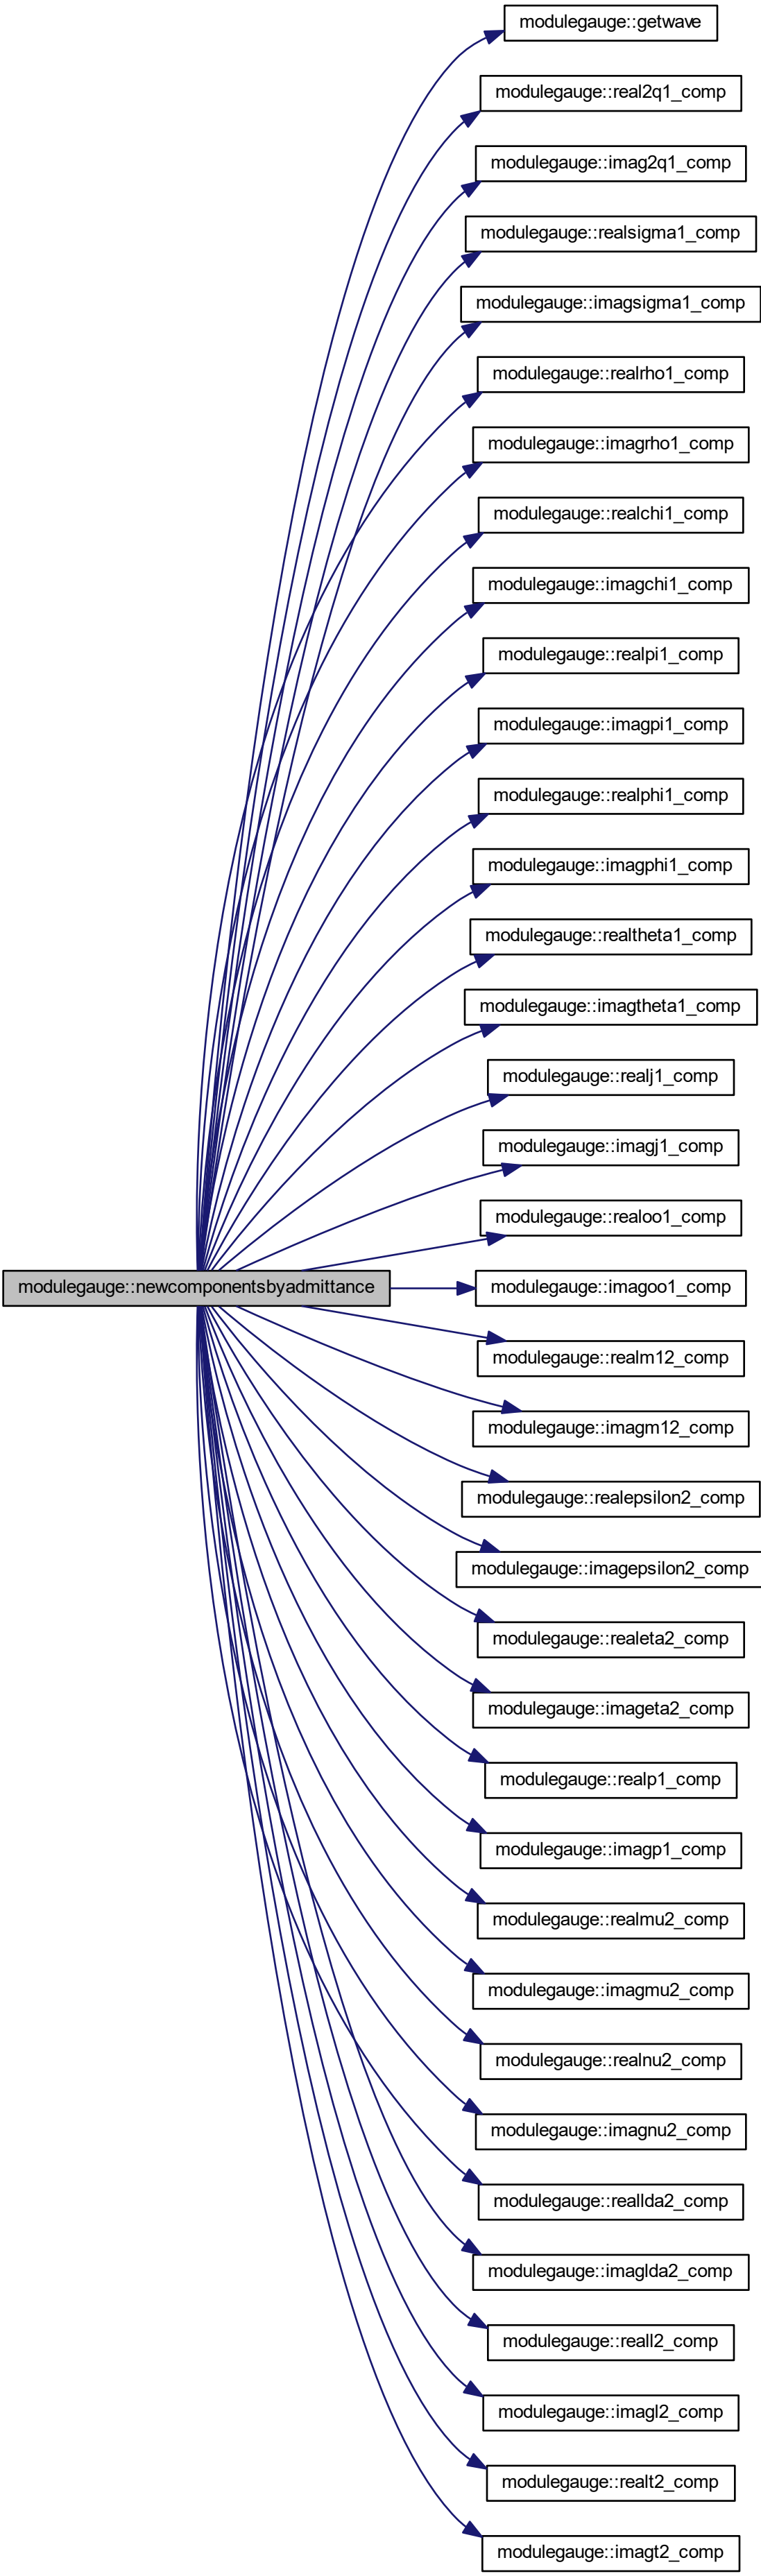 modulegauge::getwave
modulegauge::real2q1_comp
modulegauge::imag2q1_comp
modulegauge::realsigma1_comp
modulegauge::imagsigma1_comp
modulegauge::realrho1_comp
modulegauge::imagrho1_comp
modulegauge::realchi1_comp
modulegauge::imagchi1_comp
modulegauge::realpi1_comp
modulegauge::imagpi1_comp
modulegauge::realphi1_comp
modulegauge::imagphi1_comp
modulegauge::realtheta1_comp
modulegauge::imagtheta1_comp
modulegauge::realj1_comp
modulegauge::imagj1_comp
modulegauge::realoo1_comp
modulegauge::newcomponentsbyadmittance
modulegauge::imagoo1_comp
modulegauge::realm12_comp
modulegauge::imagm12_comp
modulegauge::realepsilon2_comp
modulegauge::imagepsilon2_comp
modulegauge::realeta2_comp
modulegauge::imageta2_comp
modulegauge::realp1_comp
modulegauge::imagp1_comp
modulegauge::realmu2_comp
modulegauge::imagmu2_comp
modulegauge::realnu2_comp
modulegauge::imagnu2_comp
modulegauge::reallda2_comp
modulegauge::imaglda2_comp
modulegauge::reall2_comp
modulegauge::imagl2_comp
modulegauge::realt2_comp
modulegauge::imagt2_comp